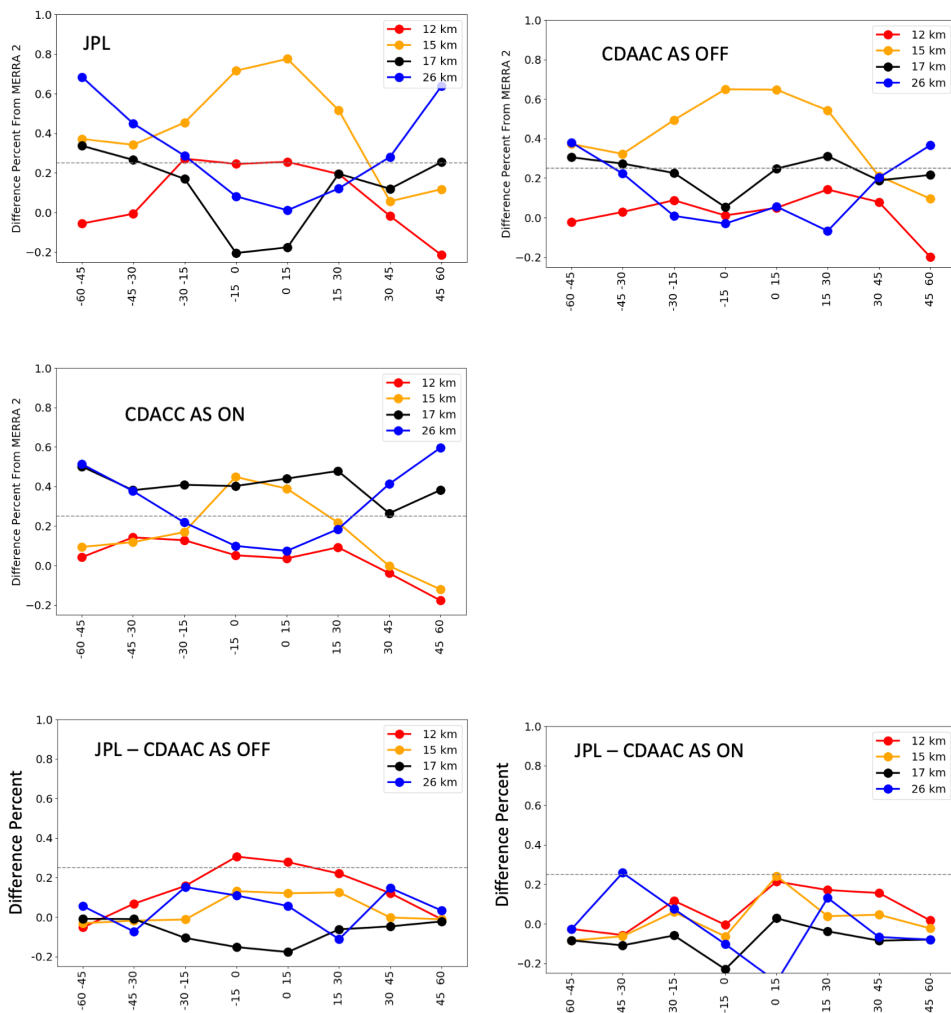 JPL
12 km
15 km
17 km
26 km
Difference Percent From MERRA 2
1.0
0.8
0.6
0.4
0.2
0.0
−0.2
-60 -45
-45 -30
-30 -15
-15 0
0 15
15 30
30 45
45 60
CDAAC AS OFF
12 km
15 km
17 km
26 km
Difference Percent From MERRA 2
1.0
0.8
0.6
0.4
0.2
0.0
−0.2
-60 -45
-45 -30
-30 -15
-15 0
0 15
15 30
30 45
45 60
CDACC AS ON
12 km
15 km
17 km
26 km
Difference Percent From MERRA 2
1.0
0.8
0.6
0.4
0.2
0.0
−0.2
-60 -45
-45 -30
-30 -15
-15 0
0 15
15 30
30 45
45 60
JPL – CDAAC AS OFF
12 km
15 km
17 km
26 km
Difference Percent
1.0
0.8
0.6
0.4
0.2
0.0
−0.2
-60 -45
-45 -30
-30 -15
-15 0
0 15
15 30
30 45
45 60
JPL – CDAAC AS ON
12 km
15 km
17 km
26 km
Difference Percent
1.0
0.8
0.6
0.4
0.2
0.0
−0.2
-60 -45
-45 -30
-30 -15
-15 0
0 15
15 30
30 45
45 60